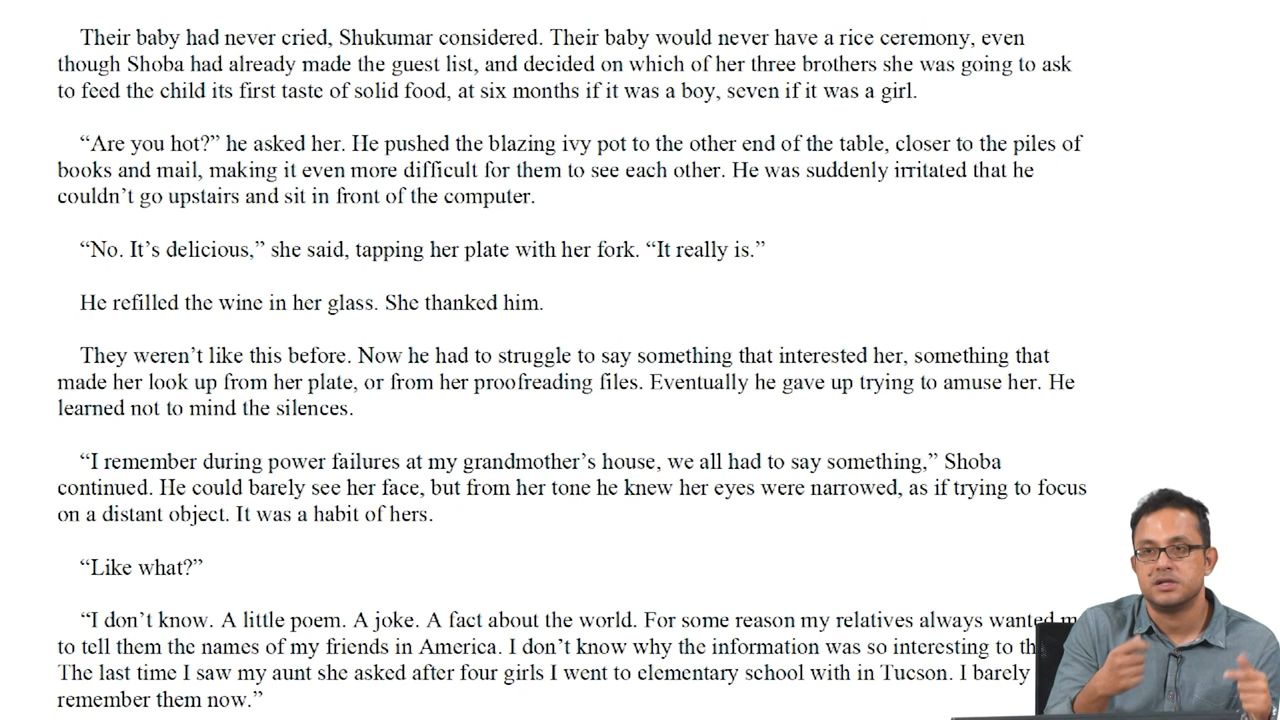 Their baby had never cried, Shukumar considered. Their baby would never have a rice ceremony, even
though Shoba had already made the guest list, and decided on which of her three brothers she was going to ask
to feed the child its first taste of solid food, at six months if it was a boy, seven if it was a girl.
“Are you hot?” he asked her. He pushed the blazing ivy pot to the other end of the table, closer to the piles of
books and mail, making it even more difficult for them to see each other. He was suddenly irritated that he
couldn’t go upstairs and sit in front of the computer.
“No. It’s delicious,” she said, tapping her plate with her fork. “It really is.”
He refilled the wine in her glass. She thanked him.
They weren’t like this before. Now he had to struggle to say something that interested her, something that
made her look up from her plate, or from her proofreading files. Eventually he gave up trying to amuse her. He
learned not to mind the silences.
“I remember during power failures at my grandmother’s house, we all had to say something,” Shoba
continued. He could barely see her face, but from her tone he knew her eyes were narrowed, as if trying to focus
on a distant object. It was a habit of hers.
“Like what?”
“I don’t know. A little poem. A joke. A fact about the world. For some reason my relatives always wanted
to tell them the names of my friends in America. I don’t know why the information was so interesting to
The last time I saw my aunt she asked after four girls I went to elementary school with in Tucson. I barely
remember them now.”